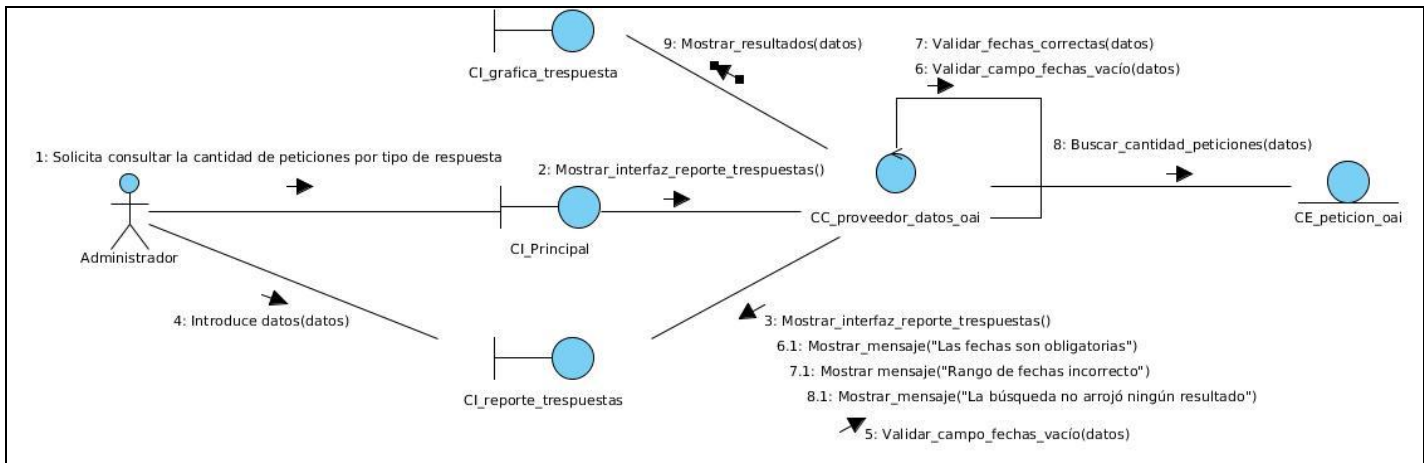 9: Mostrar_resultados(datos)
7: Validar_fechas_correctas(datos)
6: Validar_campo_fechas_vacío(datos)
CI_grafica_trespuesta
1: Solicita consultar la cantidad de peticiones por tipo de respuesta
2: Mostrar_interfaz_reporte_trespuestas()
8: Buscar_cantidad_peticiones(datos)
CC_proveedor_datos_oai
CE_peticion_oai
CI_Principal
Administrador
4: Introduce datos(datos)
3: Mostrar_interfaz_reporte_trespuestas()
6.1: Mostrar_mensaje("Las fechas son obligatorias")
7.1: Mostrar mensaje("Rango de fechas incorrecto")
8.1: Mostrar_mensaje("La búsqueda no arrojó ningún resultado")
CI_reporte_trespuestas
5: Validar_campo_fechas_vacío(datos)